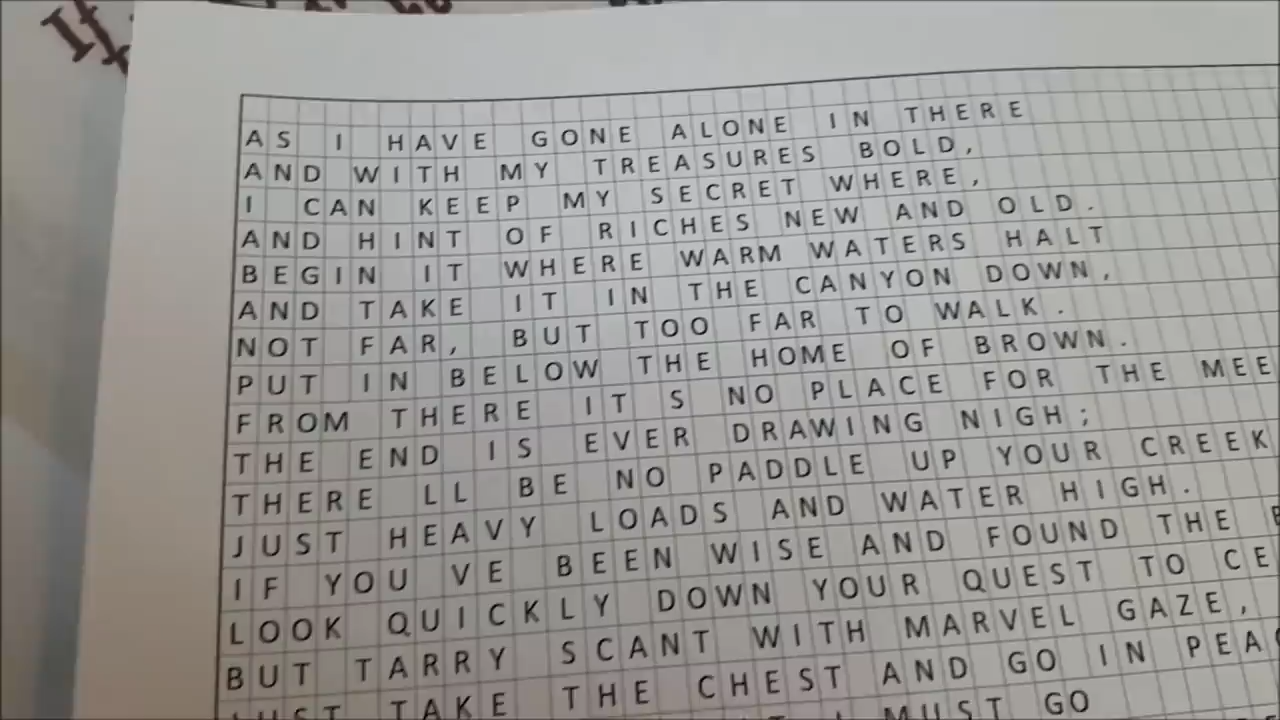 If
AS I HAVE GONE ALONE IN THERE
AND WITH MY TREASURES BOLD,
I CAN KEEP MY SECRET WHERE,
AND HINT OF RICHES NEW AND OLD.
BEGIN IT WHERE WARM WATERS HALT
AND TAKE IT IN THE CANYON DOWN,
NOT FAR, BUT TOO FAR TO WALK.
PUT IN BELOW THE HOME OF BROWN.
FROM THERE IT S NO PLACE FOR THE MEE
THE END IS EVER DRAWING NIGH;
THERE LL BE NO PADDLE UP YOUR CREEK
JUST HEAVY LOADS AND WATER HIGH.
IF YOU VE BEEN WISE AND FOUND THE
LOOK QUICKLY DOWN YOUR QUEST TO CE
BUT TARRY SCANT WITH MARVEL GAZE,
JUST TAKE THE CHEST AND GO IN PEAC
MUST GO